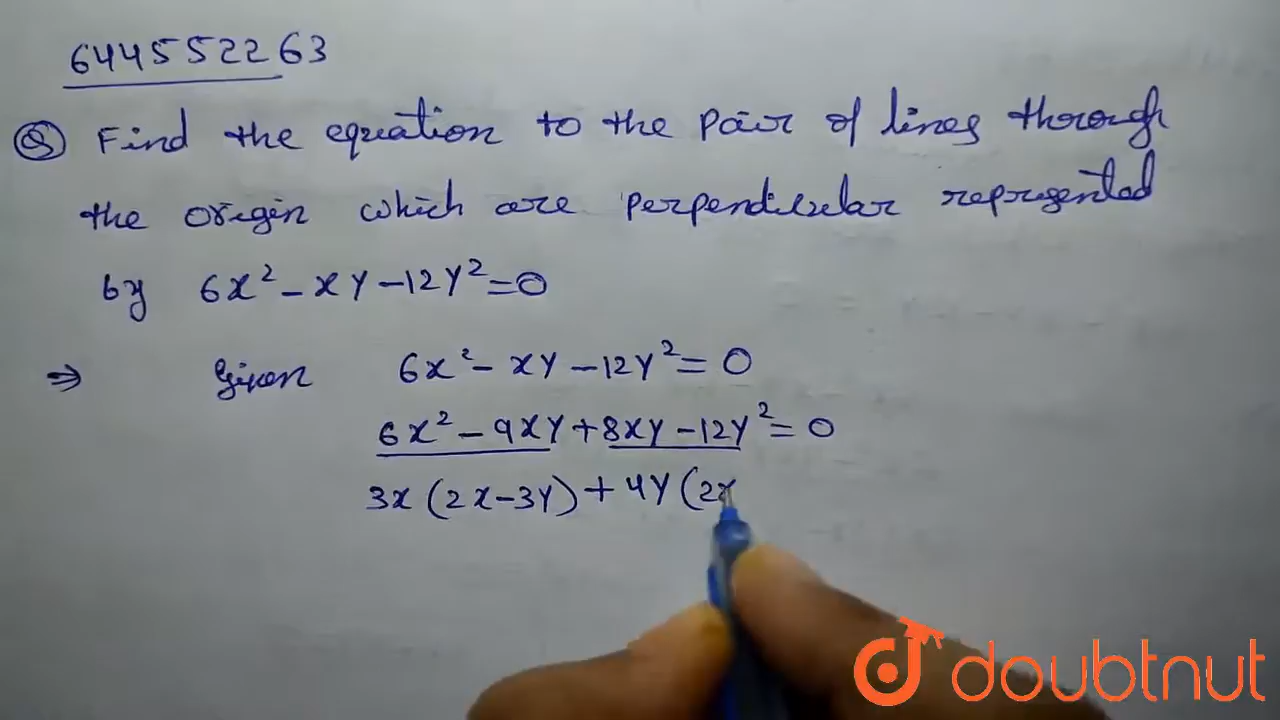 6445552263
Q Find the equation to the pair of lines through
the origin which are perpendicular represented
by 6x² - xy - 12y² = 0
⇒ Given 6x² - xy - 12y² = 0
6x² - 9xy + 8xy - 12y² = 0
3x (2x - 3y) + 4y (2x
doubtnut